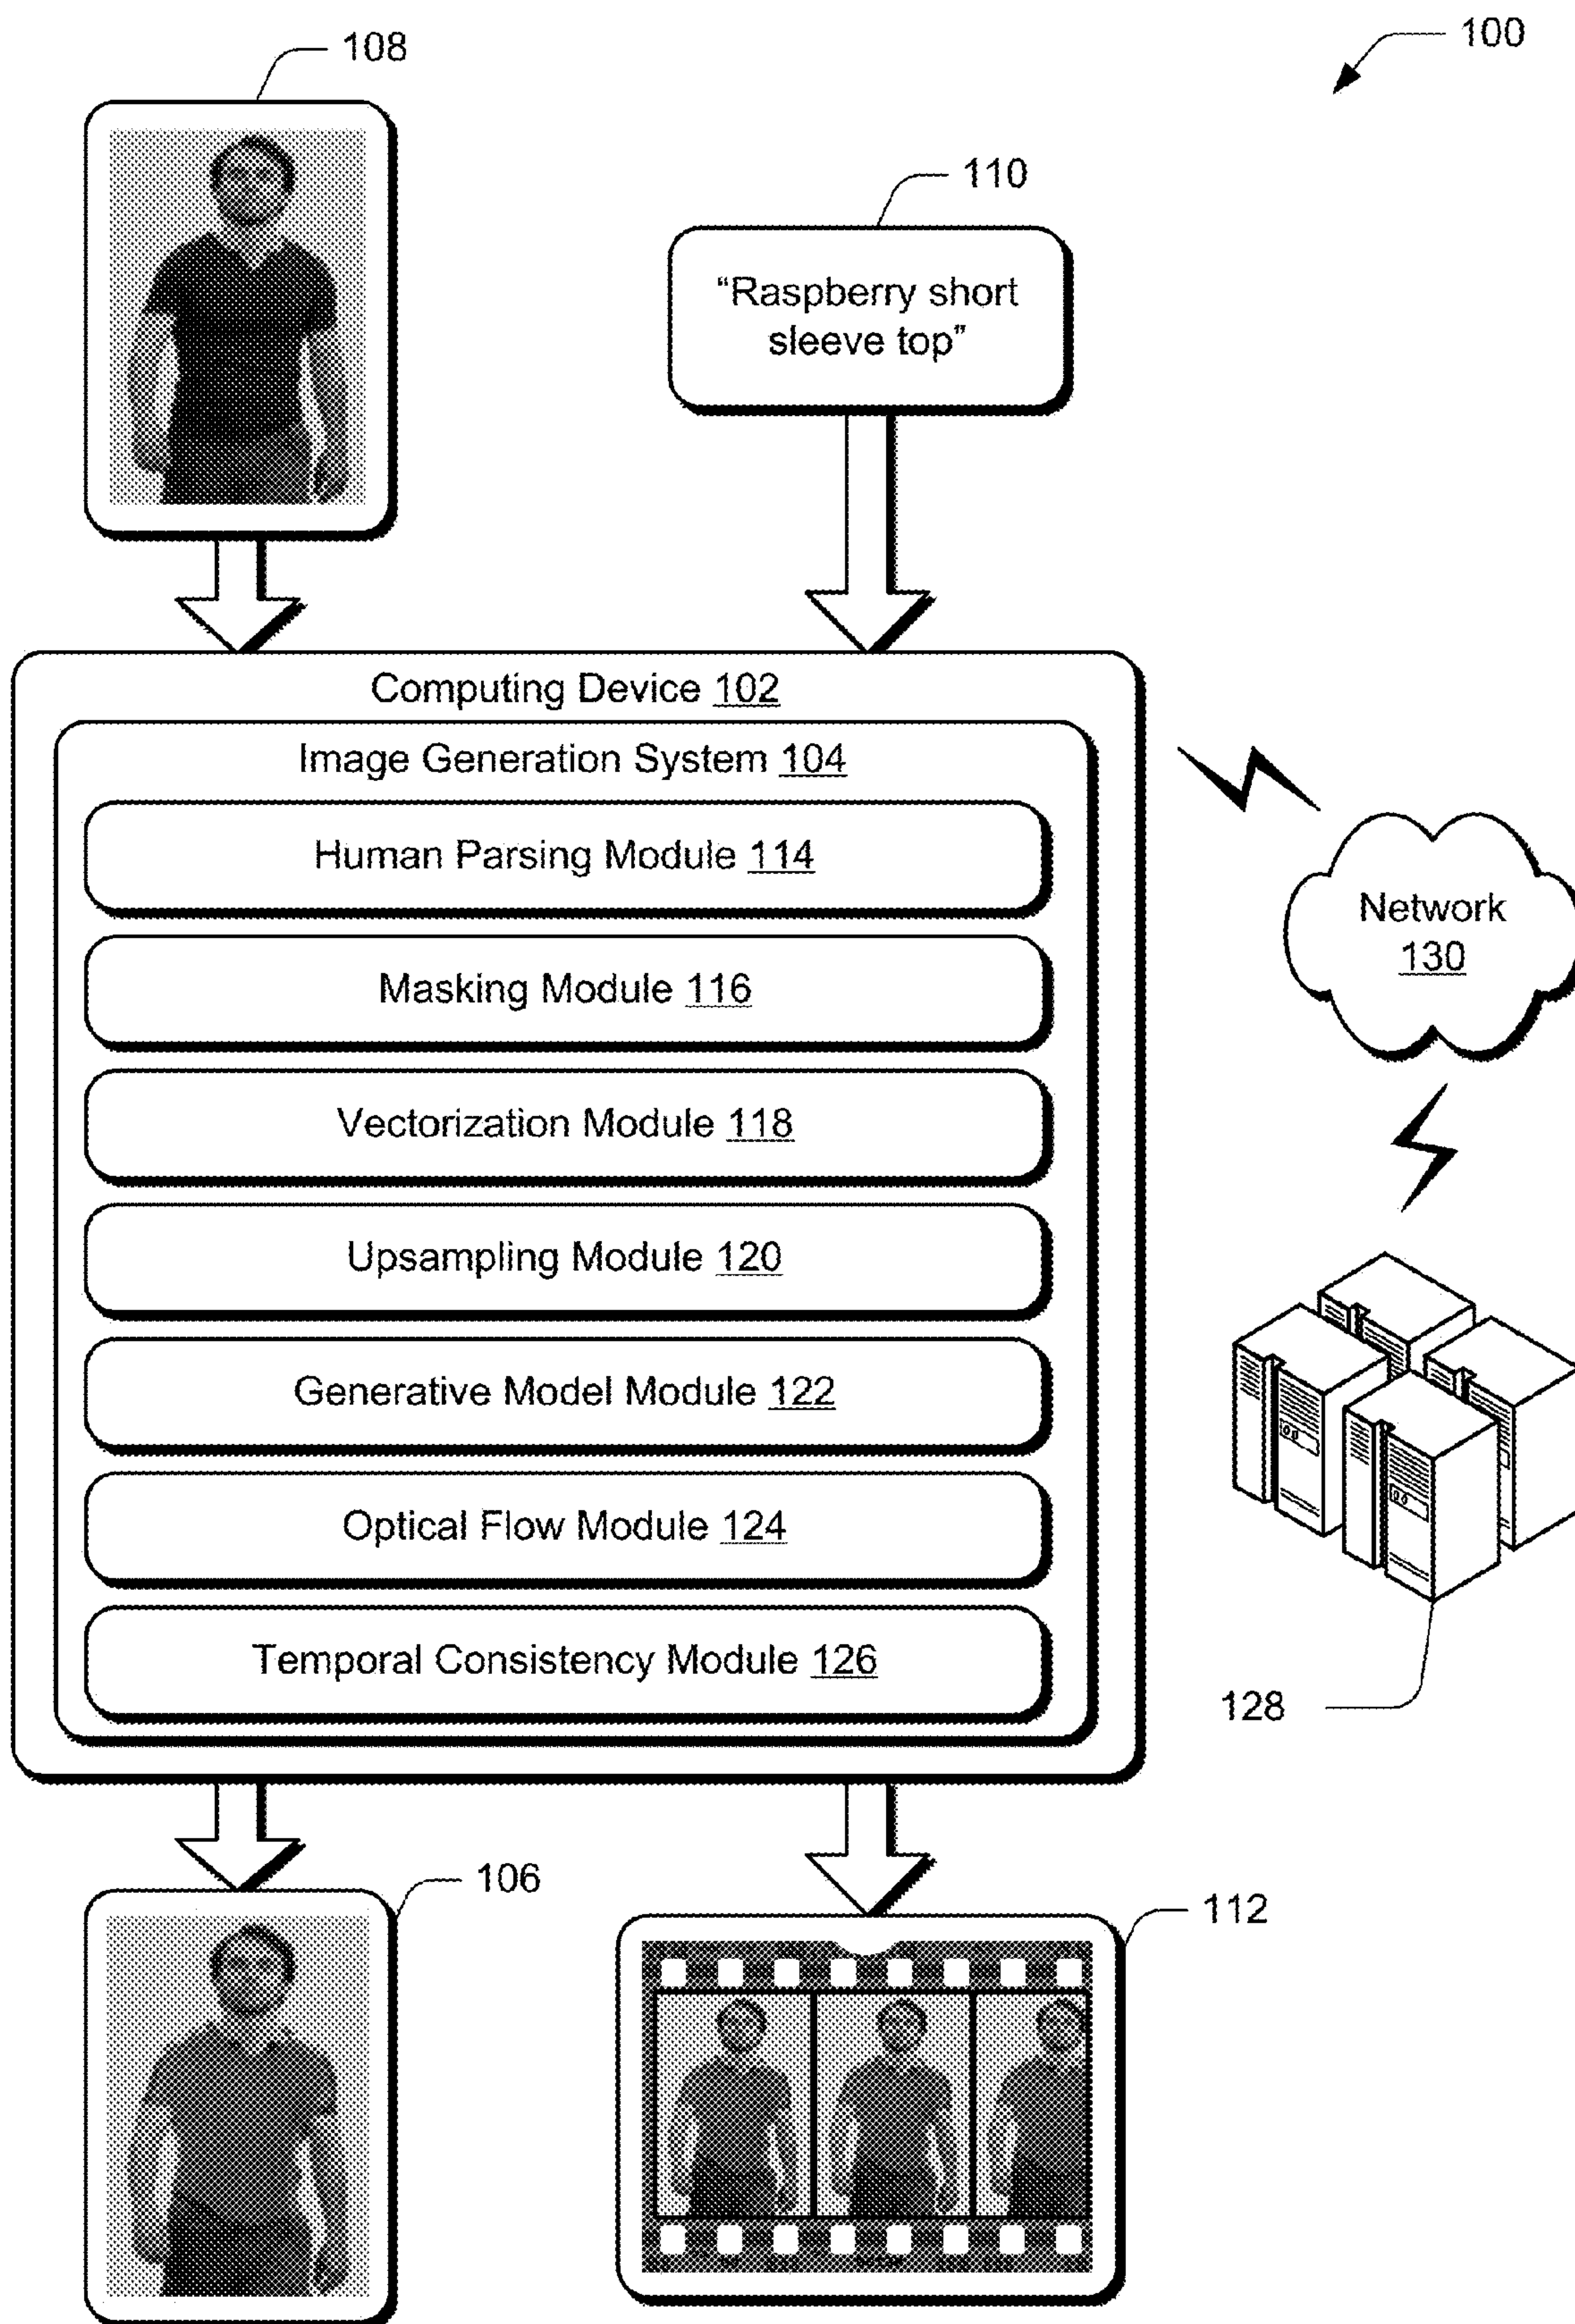 108
100
110
“Raspberry short
sleeve top”
Computing Device 102
Image Generation System 104
Human Parsing Module 114
Masking Module 116
Vectorization Module 118
Upsampling Module 120
Generative Model Module 122
Optical Flow Module 124
Temporal Consistency Module 126
Network
130
128
106
112